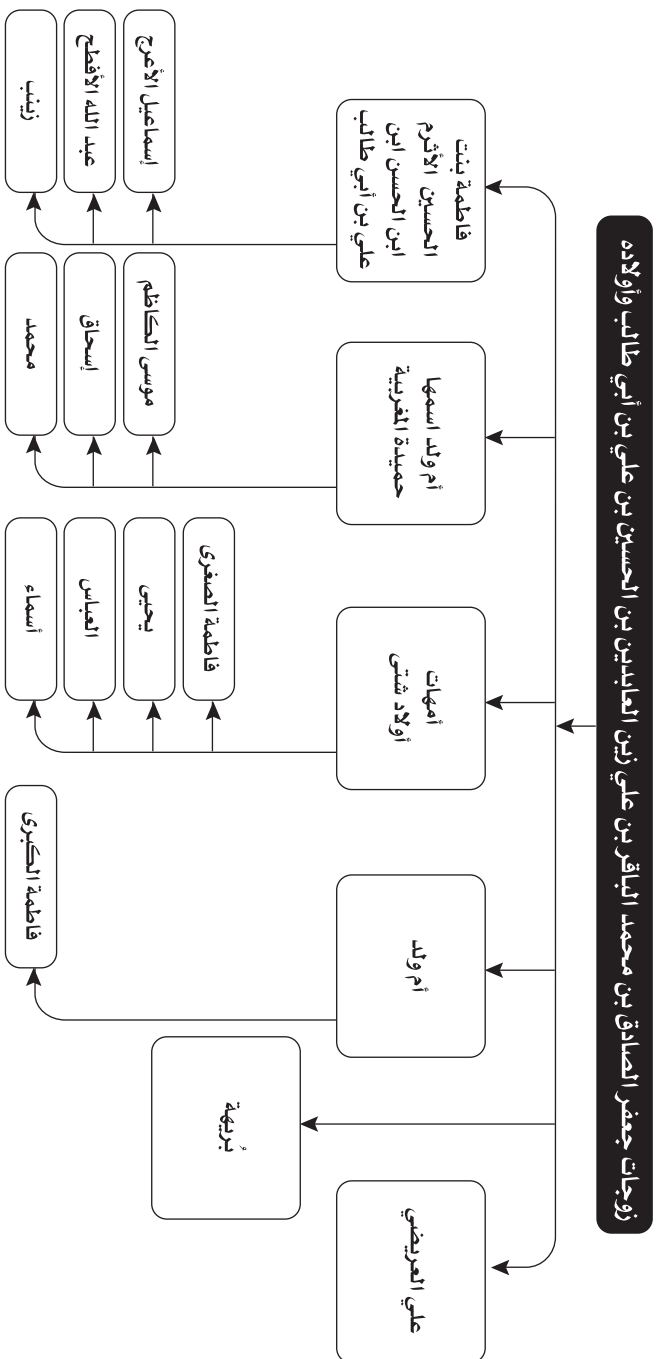 زوجات جعفر الصادق بن محمد الباقر بن علي زين العابدين بن الحسين بن علي بن أبي طالب وأولاده
علي العريضي
بُريهة
أم ولد
فاطمة الكبرى
أمهات
أولاد شتى
فاطمة الصغرى
يحيى
العباس
أسماء
أم ولد اسمها
حميدة المغربية
موسى الكاظم
إسحاق
محمد
فاطمة بنت
الحسين الأثرم
ابن الحسن ابن
علي بن أبي طالب
إسماعيل الأعرج
عبد الله الأفطح
زينب